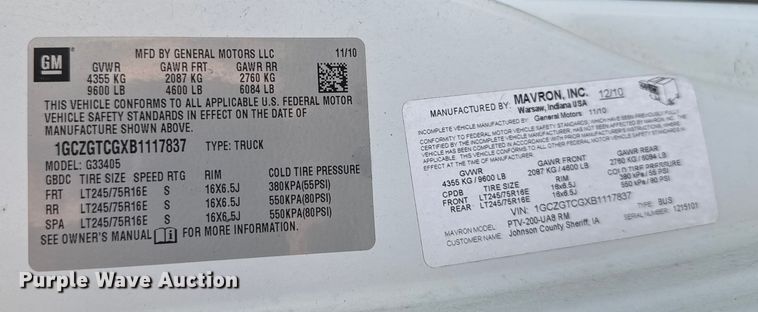 GM
MFD BY GENERAL MOTORS LLC 11/10
GVWR GAWR FRT GAWR RR
4355 KG 2087 KG 2760 KG
9600 LB 4600 LB 6084 LB
THIS VEHICLE CONFORMS TO ALL APPLICABLE U.S. FEDERAL MOTOR
VEHICLE SAFETY STANDARDS IN EFFECT ON THE DATE OF
MANUFACTURE SHOWN ABOVE.
1GCZGTCGXB1117837 TYPE: TRUCK
MODEL: G33405
GBDC TIRE SIZE SPEED RTG RIM COLD TIRE PRESSURE
FRT LT245/75R16E S 16X6.5J 380KPA(55PSI)
RR LT245/75R16E S 16X6.5J 550KPA(80PSI)
SPA LT245/75R16E S 16X6.5J 550KPA(80PSI)
SEE OWNER'S MANUAL FOR MORE INFORMATION.
MANUFACTURED BY: MAVRON, INC. 12/10
Warsaw, Indiana USA
INCOMPLETE VEHICLE MANUFACTURED BY: General Motors 11/10
GVWR GAWR FRONT GAWR REAR
4355 KG / 9600 LB 2087 KG / 4600 LB 2760 KG / 6084 LB
CPDB TIRE SIZE RIM COLD TIRE PRESSURE
FRONT LT245/75R16E 16x6.5J 380 KPA / 55 PSI
REAR LT245/75R16E 16x6.5J 550 KPA / 80 PSI
VIN: 1GCZGTCGXB1117837
TYPE: BUS
MAVRON MODEL: PTV-200-UA8 RM SERIAL NUMBER: 1215101
CUSTOMER NAME: Johnson County Sheriff, IA
Purple Wave Auction